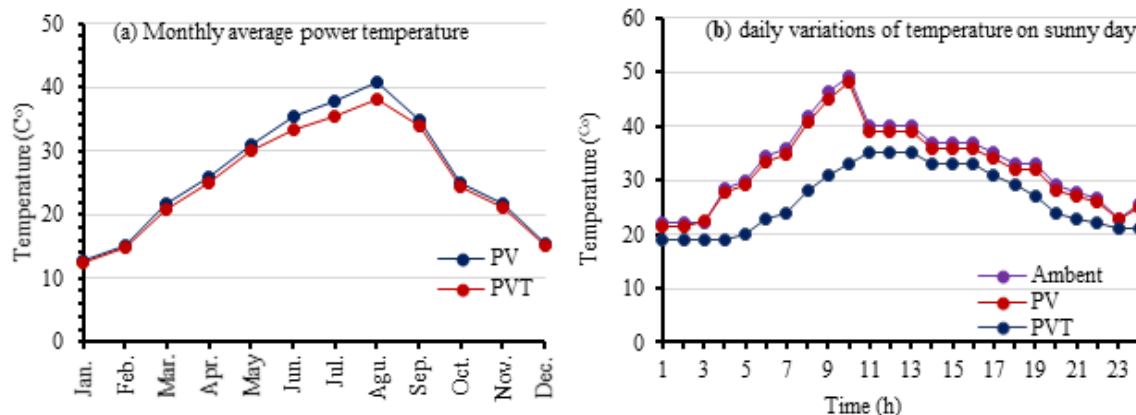 (a) Monthly average power temperature
Temperature (C°)
50
40
30
20
10
0
PV
PVT
Jan.
Feb.
Mar.
Apr.
May
Jun.
Jul.
Agu.
Sep.
Oct.
Nov.
Dec.
(b) daily variations of temperature on sunny day
Temperature (C°)
60
50
40
30
20
10
0
Ambent
PV
PVT
1 3 5 7 9 11 13 15 17 19 21 23
Time (h)